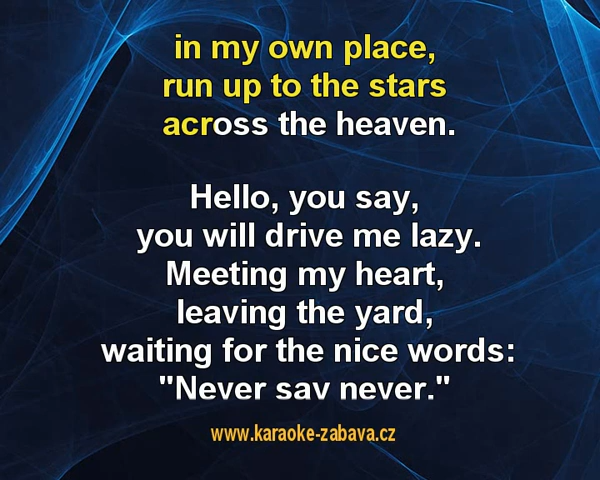 in my own place,
run up to the stars
across the heaven.
Hello, you say,
you will drive me lazy.
Meeting my heart,
leaving the yard,
waiting for the nice words:
"Never sav never."
www.karaoke-zabava.cz